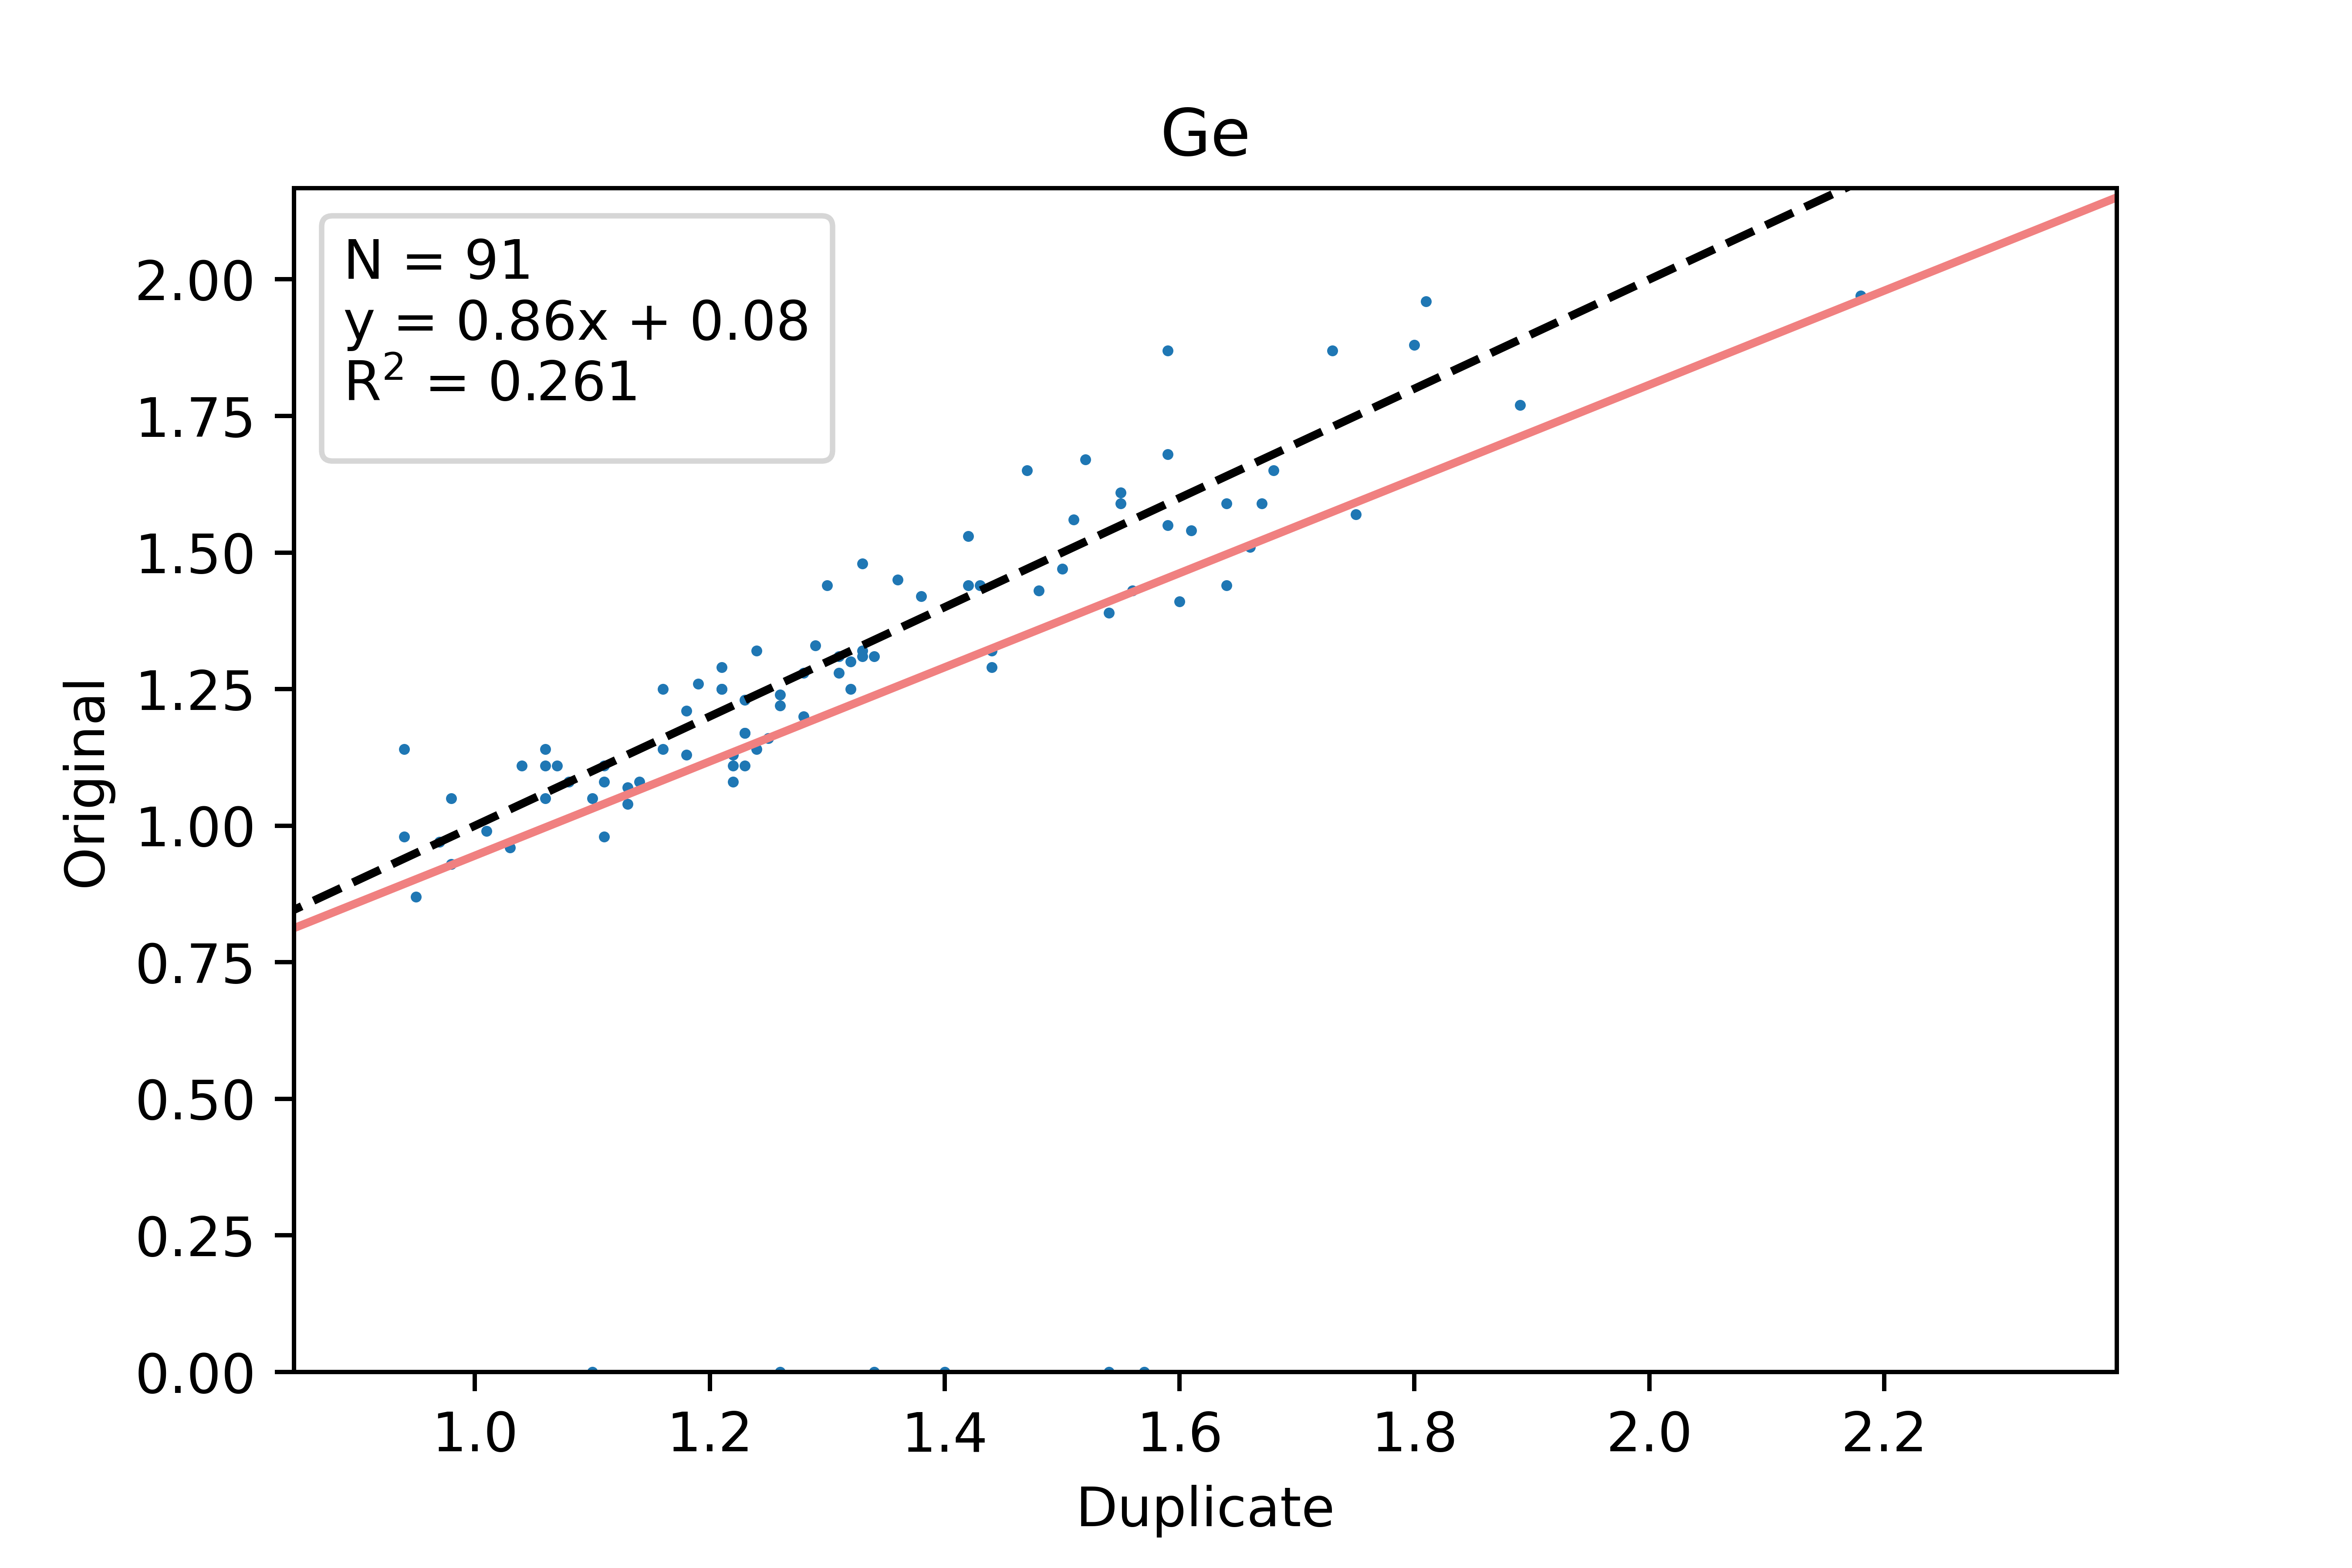 Ge
N = 91
y = 0.86x + 0.08
R² = 0.261
2.00
1.75
1.50
1.25
1.00
0.75
0.50
0.25
0.00
Original
1.0 1.2 1.4 1.6 1.8 2.0 2.2
Duplicate